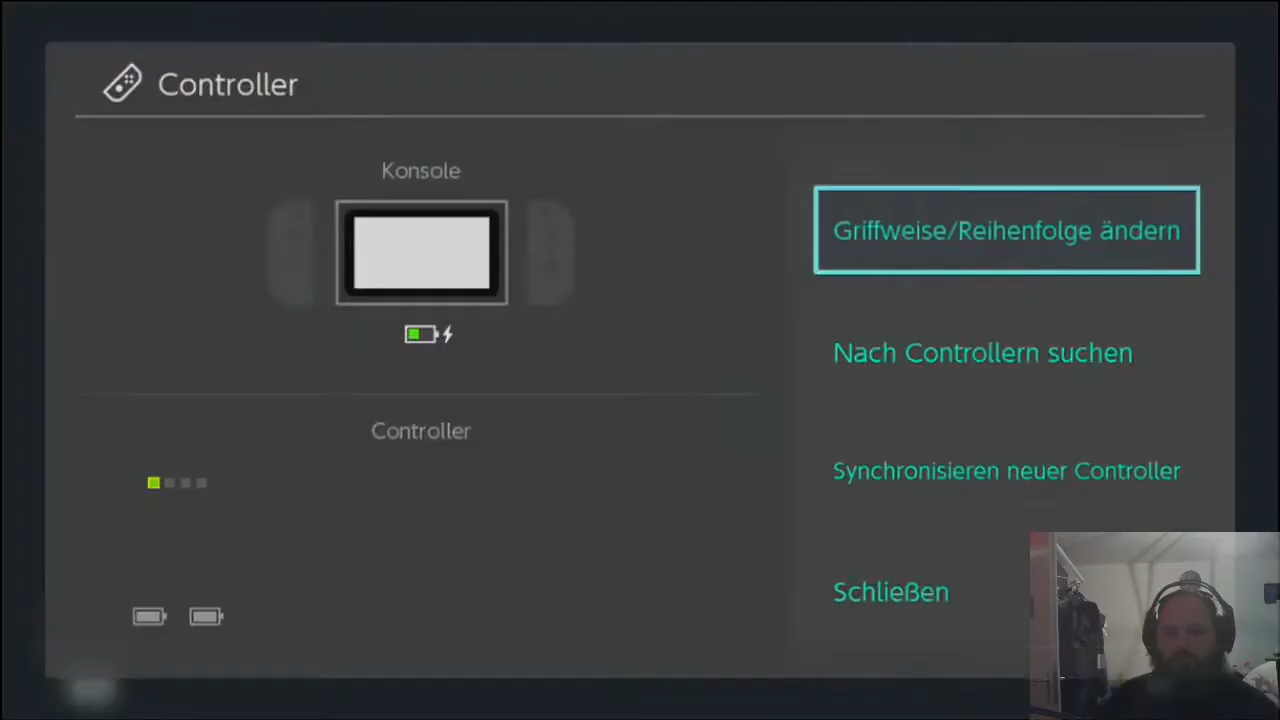 Controller
Konsole
Griffweise/Reihenfolge ändern
Nach Controllern suchen
Controller
Synchronisieren neuer Controller
Schließen